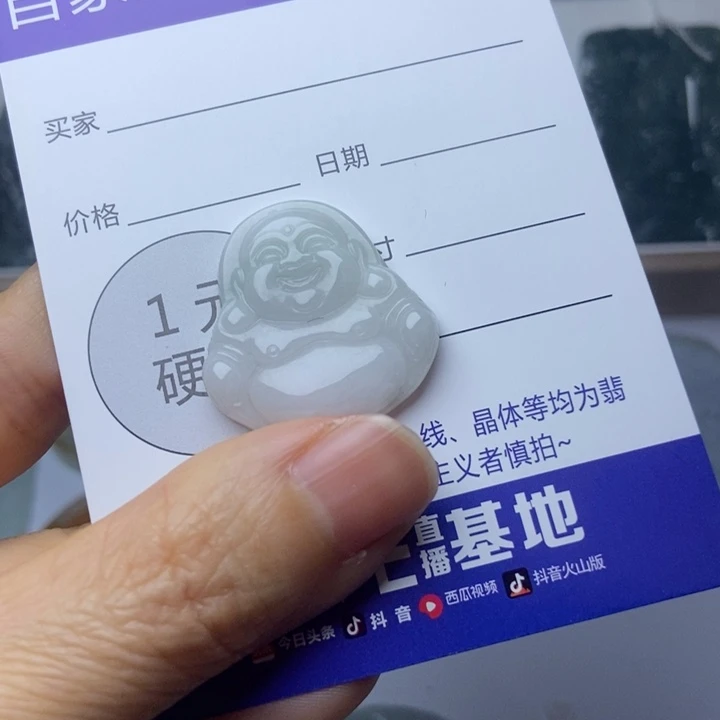 买家
日期
价格
寸
1元
硬
线、晶体等均为翡
主义者慎拍~
直播基地
今日头条 抖音 西瓜视频 抖音火山版